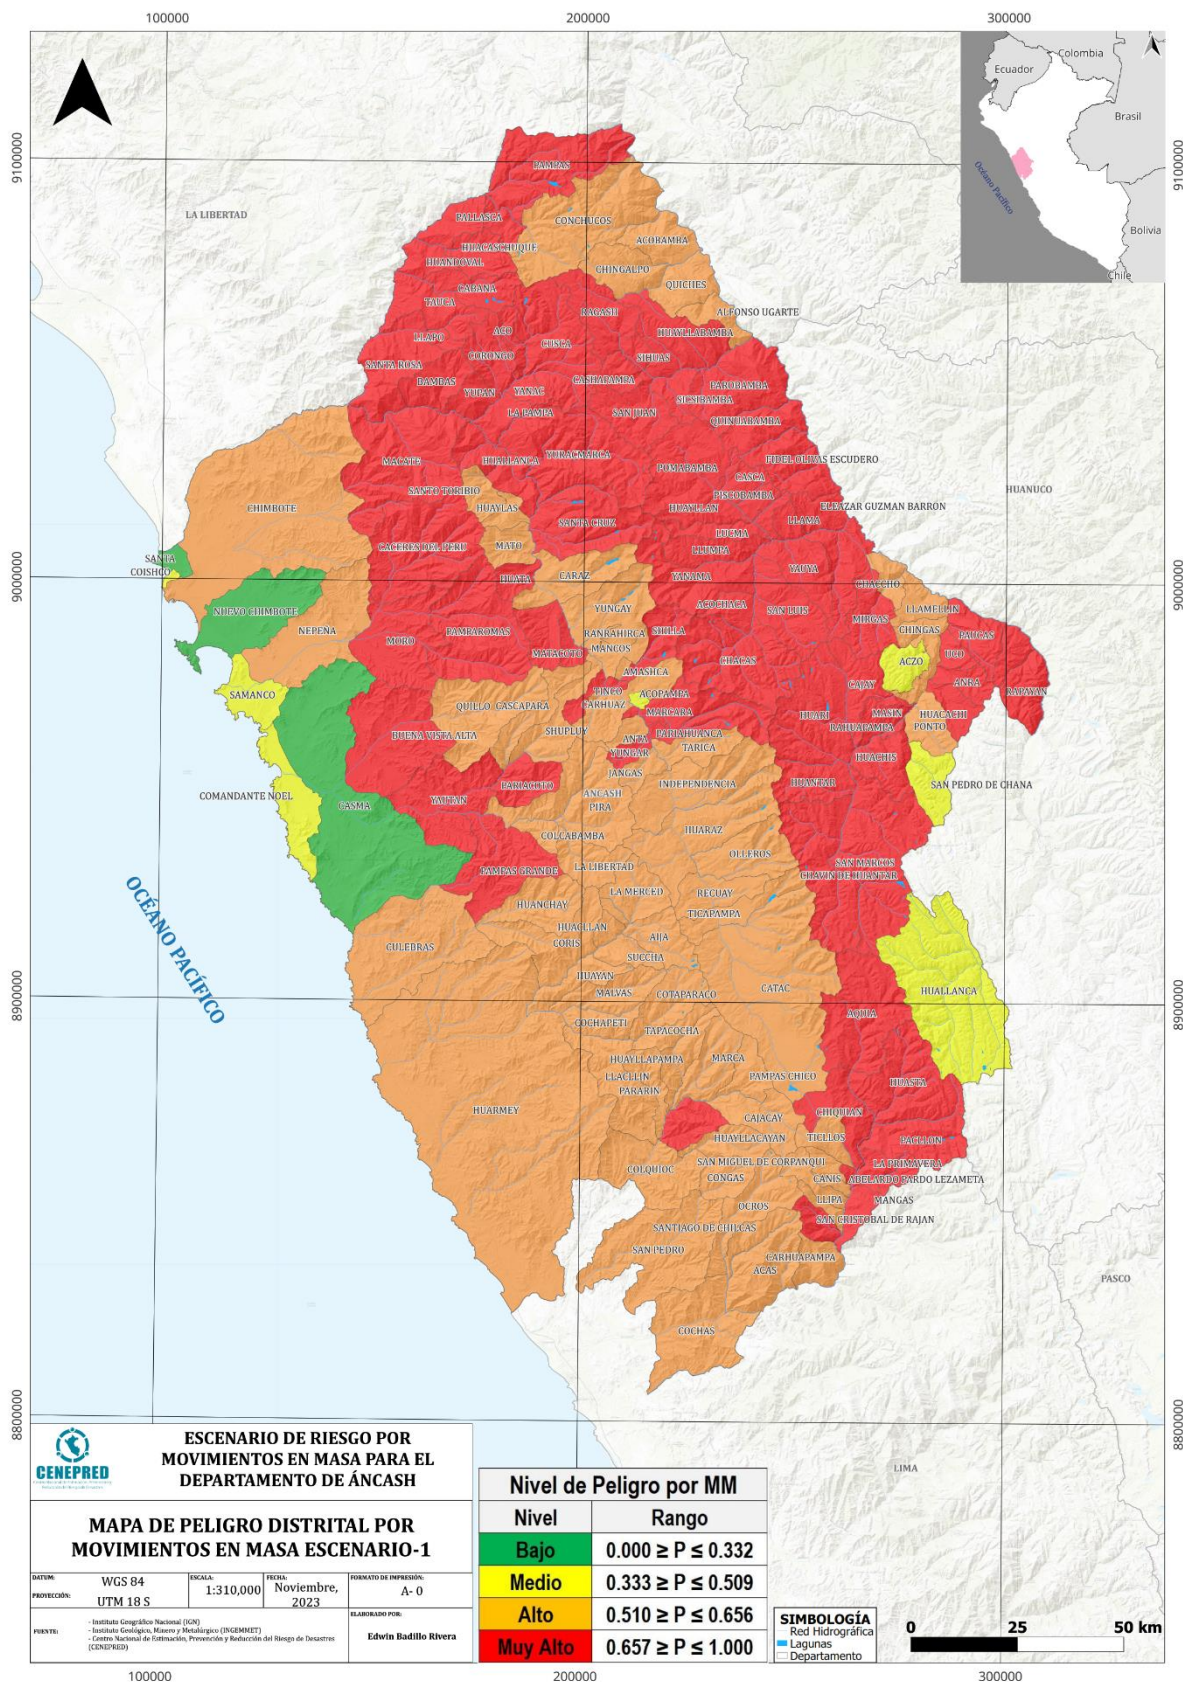 100000
200000
300000
Colombia
Ecuador
Brasil
Océano Pacífico
Bolivia
Chile
9100000
9100000
LA LIBERTAD
PAMPAS
CONCHUCOS
PALLASCA
ACOBAMBA
HUACASCHUQUE
HUANDOVAL
CHINGALPO
QUICHES
CABANA
TAUCA
RAGASH
ALFONSO UGARTE
LLAPO
ACO
CUSCA
HUAYLLABAMBA
CORONGO
SIHUAS
SANTA ROSA
BAMBAS
YUPAN
YANAC
CASHAPAMPA
PAROBAMBA
SICSIBAMBA
LA PAMPA
SAN JUAN
QUINUABAMBA
MACATE
HUALLANCA
YURACMARCA
POMABAMBA
FIDEL OLIVAS ESCUDERO
CASCA
SANTO TORIBIO
PISCOBAMBA
HUANUCO
CHIMBOTE
HUAYLAS
HUAYLLAN
ELEAZAR GUZMAN BARRON
SANTA CRUZ
LLAMA
LUCMA
CACERES DEL PERU
MATO
LLUMPA
SANTA
COISHCO
HUATA
CARAZ
YANAMA
YAUYA
CHACCHO
9000000
9000000
NUEVO CHIMBOTE
YUNGAY
ACOCHACA
SAN LUIS
MIRGAS
LLAMELLIN
NEPEÑA
MORO
PAMPAROMAS
RANRAHIRCA
SHILLA
CHINGAS
PAUCAS
MATACOTO
MANCOS
CHACAS
ACZO
UCO
AMASHCA
CAJAY
ANRA
RAPAYAN
SAMANCO
TINCO
ACOPAMPA
QUILLO
CASCAPARA
CARHUAZ
MARCARA
HUARI
MASIN
HUACACHI
BUENA VISTA ALTA
SHUPLUY
ANTA
PARIAHUANCA
RAHUAPAMPA
PONTO
YUNGAR
TARICA
HUACHIS
JANGAS
INDEPENDENCIA
HUANTAR
SAN PEDRO DE CHANA
COMANDANTE NOEL
CASMA
YAUTAN
PARIACOTO
ANCASH
PIRA
COLCABAMBA
HUARAZ
OLLEROS
PAMPAS GRANDE
LA LIBERTAD
SAN MARCOS
CHAVIN DE HUANTAR
LA MERCED
RECUAY
HUANCHAY
TICAPAMPA
OCÉANO PACÍFICO
HUACLLAN
CULEBRAS
CORIS
AIJA
SUCCHA
HUAYAN
CATAC
HUALLANCA
MALVAS
COTAPARACO
8900000
8900000
COCHAPETI
TAPACOCHA
AQUIA
HUAYLLAPAMPA
MARCA
LLACLLIN
PAMPAS CHICO
HUASTA
PARARIN
HUARMEY
CAJACAY
CHIQUIAN
HUAYLLACAYAN
TICLLOS
PACLLON
COLQUIOC
SAN MIGUEL DE CORPANQUI
LA PRIMAVERA
CONGAS
CANIS
ABELARDO PARDO LEZAMETA
LLIPA
MANGAS
OCROS
SAN CRISTOBAL DE RAJAN
SANTIAGO DE CHILCAS
SAN PEDRO
CARHUAPAMPA
ACAS
PASCO
COCHAS
8800000
8800000
LIMA
CENEPRED
ESCENARIO DE RIESGO POR
MOVIMIENTOS EN MASA PARA EL
DEPARTAMENTO DE ÁNCASH
MAPA DE PELIGRO DISTRITAL POR
MOVIMIENTOS EN MASA ESCENARIO-1
DATUM: WGS 84
PROYECCIÓN: UTM 18 S
ESCALA: 1:310,000
FECHA: Noviembre, 2023
FORMATO DE IMPRESIÓN: A- 0
FUENTE:
- Instituto Geográfico Nacional (IGN)
- Instituto Geológico, Minero y Metalúrgico (INGEMMET)
- Centro Nacional de Estimación, Prevención y Reducción del Riesgo de Desastres (CENEPRED)
ELABORADO POR:
Edwin Badillo Rivera
Nivel de Peligro por MM
Nivel Rango
Bajo 0.000 ≥ P ≤ 0.332
Medio 0.333 ≥ P ≤ 0.509
Alto 0.510 ≥ P ≤ 0.656
Muy Alto 0.657 ≥ P ≤ 1.000
SIMBOLOGÍA
Red Hidrográfica
Lagunas
Departamento
0 25 50 km
100000
200000
300000